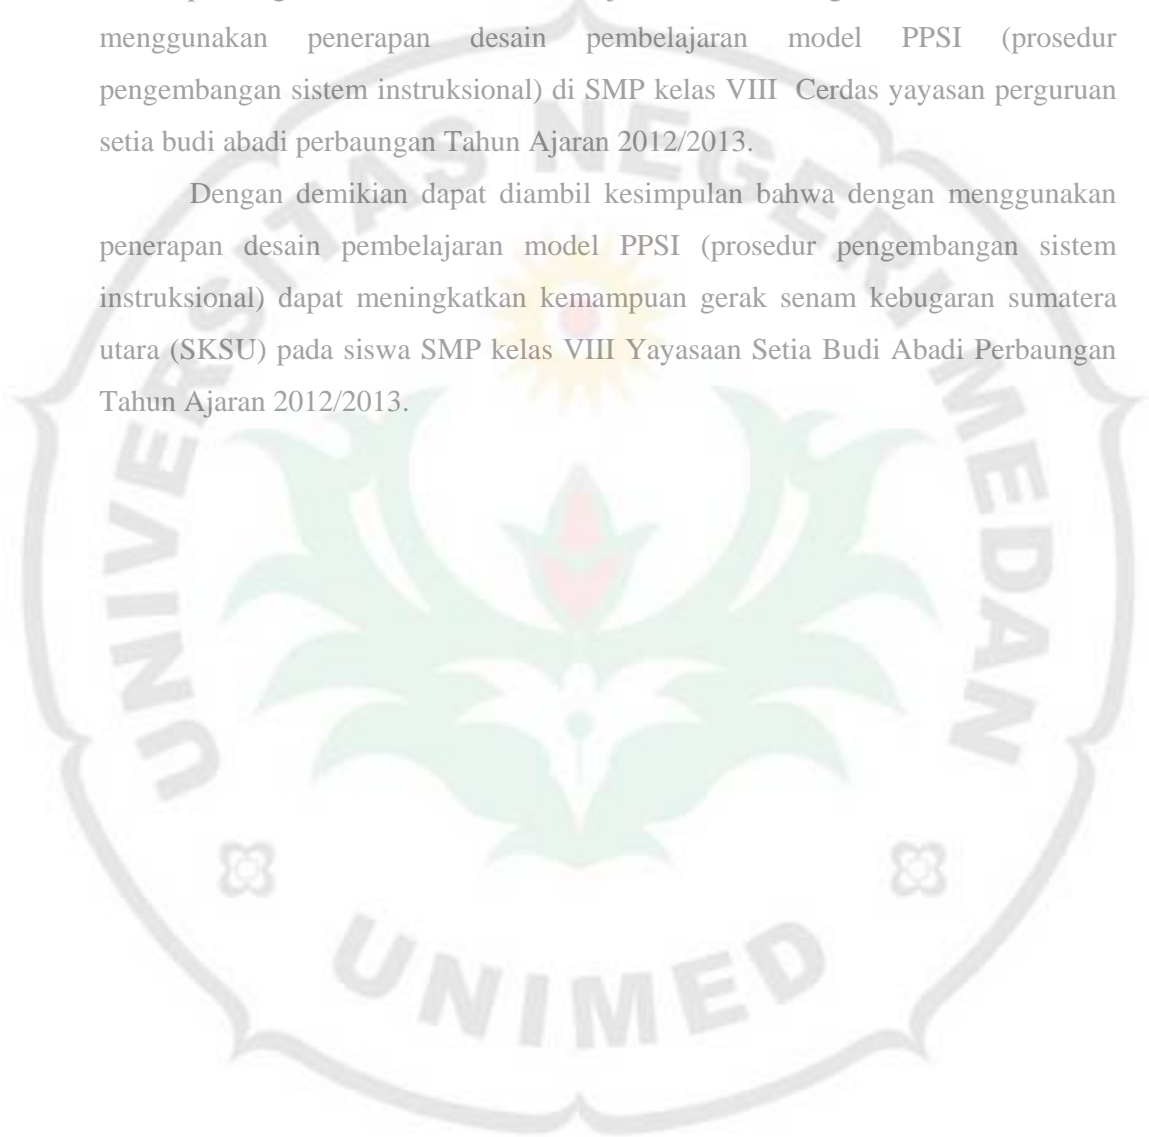 menggunakan penerapan desain pembelajaran model PPSI (prosedur
pengembangan sistem instruksional) di SMP kelas VIII Cerdas yayasan perguruan
setia budi abadi perbaungan Tahun Ajaran 2012/2013.
Dengan demikian dapat diambil kesimpulan bahwa dengan menggunakan
penerapan desain pembelajaran model PPSI (prosedur pengembangan sistem
instruksional) dapat meningkatkan kemampuan gerak senam kebugaran sumatera
utara (SKSU) pada siswa SMP kelas VIII Yayasaan Setia Budi Abadi Perbaungan
Tahun Ajaran 2012/2013.
UNIVERSITAS NEGERI MEDAN
UNIMED